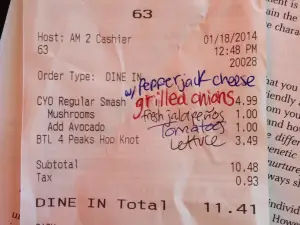 63
Host: AM 2 Cashier 01/18/2014
63 12:48 PM
20028
Order Type: DINE IN
w/ pepperjack cheese
grilled onions
CYO Regular Smash 4.99
fresh jalapeños
Mushrooms 1.00
Tomatoes
Add Avocado 1.00
Lettuce
BTL 4 Peaks Hop Knot 3.49
Subtotal 10.48
Tax 0.93
DINE IN Total 11.41